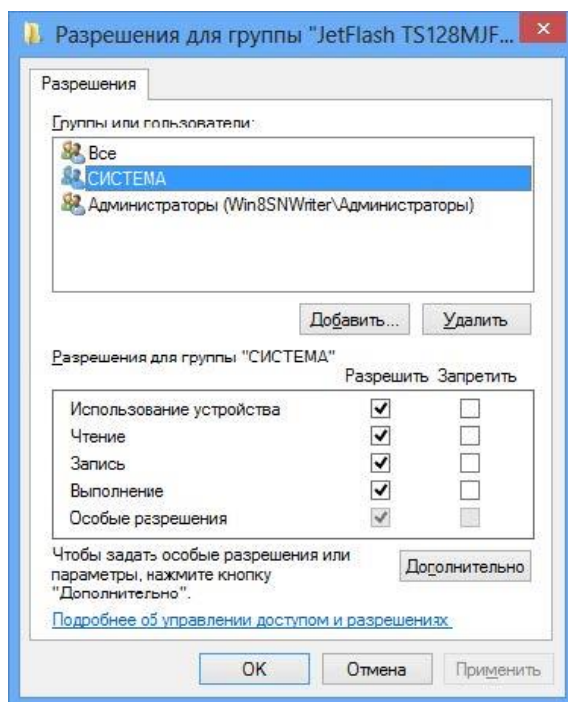 Разрешения для группы "JetFlash TS128MJF...
Разрешения
Группы или пользователи:
Все
СИСТЕМА
Администраторы (Win8SNWriter\Администраторы)
Добавить... Удалить
Разрешения для группы "СИСТЕМА"
Разрешить Запретить
Использование устройства
Чтение
Запись
Выполнение
Особые разрешения
Чтобы задать особые разрешения или
параметры, нажмите кнопку
"Дополнительно".
Дополнительно
Подробнее об управлении доступом и разрешениях
OK Отмена Применить